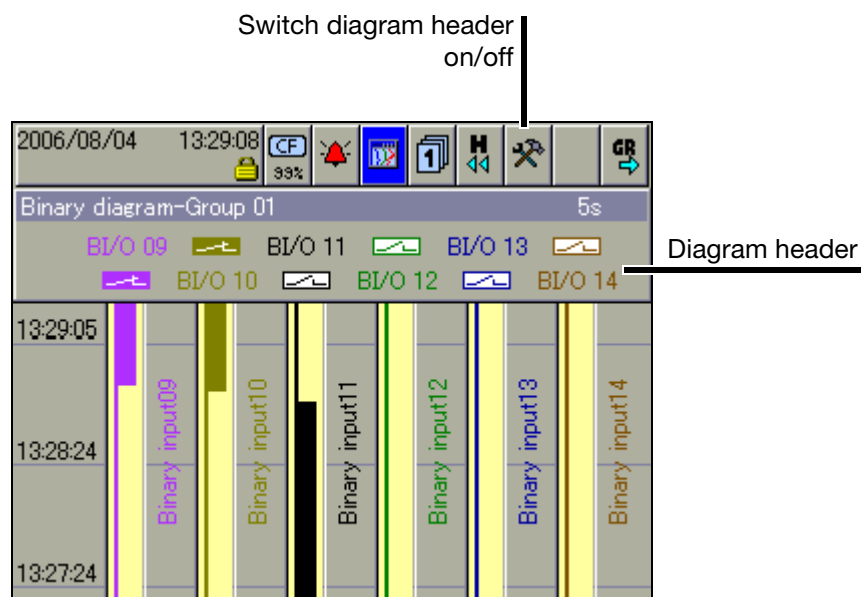 Switch diagram header
on/off
2006/08/04 13:29:08 CF 99% 1 H GR
Binary diagram-Group 01 5s
BI/O 09 BI/O 11 BI/O 13
Diagram header
BI/O 10 BI/O 12 BI/O 14
13:29:05
13:28:24
13:27:24
Binary input09
Binary input10
Binary input11
Binary input12
Binary input13
Binary input14